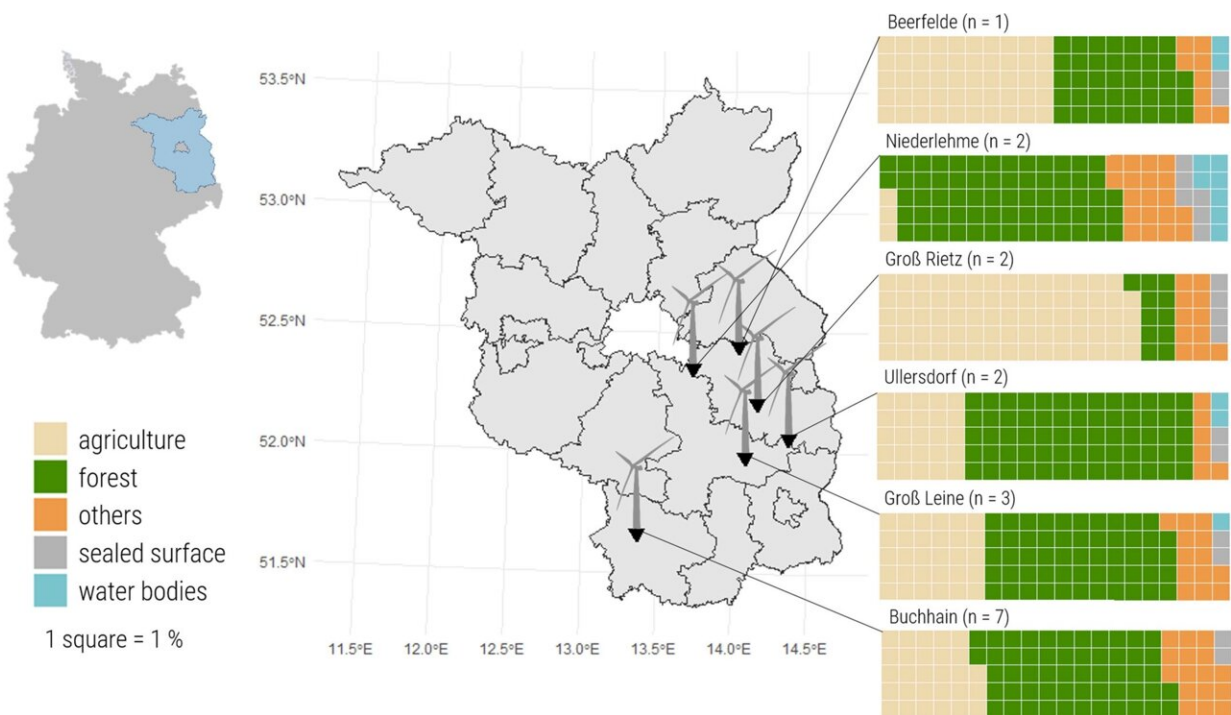 Beerfelde (n = 1)
Niederlehme (n = 2)
Groß Rietz (n = 2)
Ullersdorf (n = 2)
Groß Leine (n = 3)
Buchhain (n = 7)
53.5°N
53.0°N
52.5°N
52.0°N
51.5°N
11.5°E 12.0°E 12.5°E 13.0°E 13.5°E 14.0°E 14.5°E
agriculture
forest
others
sealed surface
water bodies
1 square = 1 %